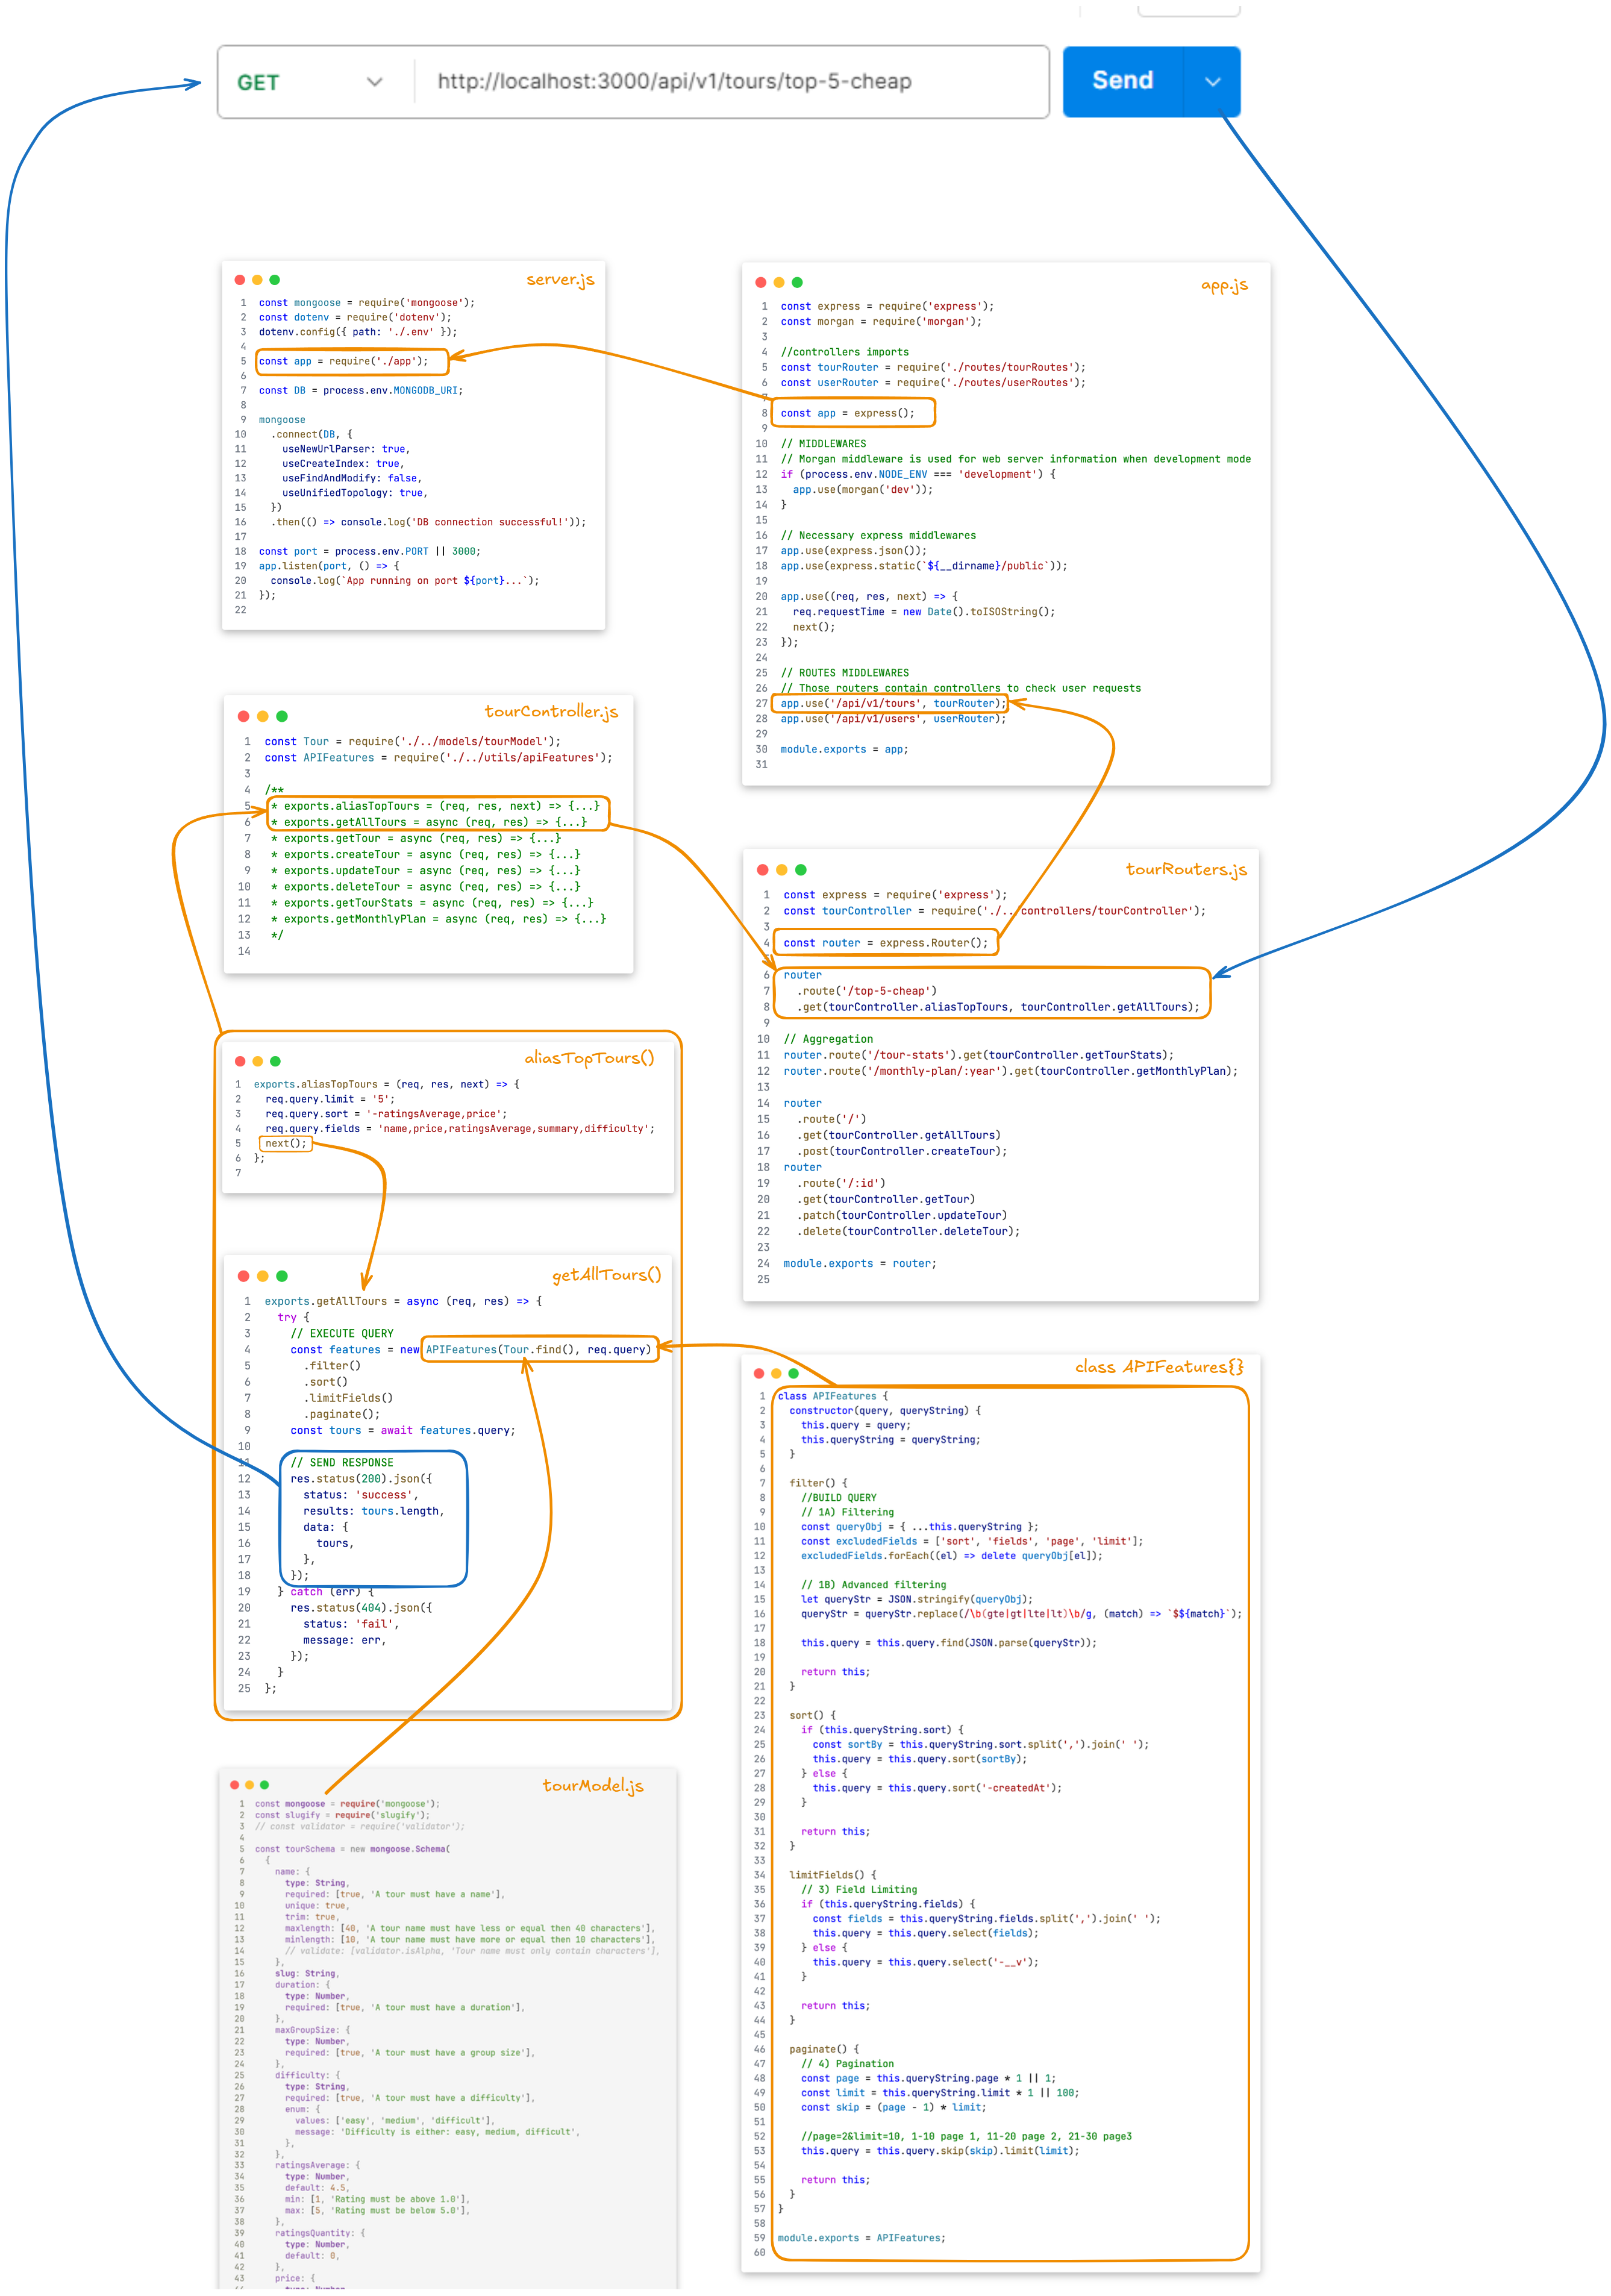 GET
http://localhost:3000/api/v1/tours/top-5-cheap
Send
server.js
1 const mongoose = require('mongoose');
2 const dotenv = require('dotenv');
3 dotenv.config({ path: './.env' });
4
5 const app = require('./app');
6
7 const DB = process.env.MONGODB_URI;
8
9 mongoose
10 .connect(DB, {
11 useNewUrlParser: true,
12 useCreateIndex: true,
13 useFindAndModify: false,
14 useUnifiedTopology: true,
15 })
16 .then(() => console.log('DB connection successful!'));
17
18 const port = process.env.PORT || 3000;
19 app.listen(port, () => {
20 console.log(`App running on port ${port}...`);
21 });
22
app.js
1 const express = require('express');
2 const morgan = require('morgan');
3
4 //controllers imports
5 const tourRouter = require('./routes/tourRoutes');
6 const userRouter = require('./routes/userRoutes');
7
8 const app = express();
9
10 // MIDDLEWARES
11 // Morgan middleware is used for web server information when development mode
12 if (process.env.NODE_ENV === 'development') {
13 app.use(morgan('dev'));
14 }
15
16 // Necessary express middlewares
17 app.use(express.json());
18 app.use(express.static(`${__dirname}/public`));
19
20 app.use((req, res, next) => {
21 req.requestTime = new Date().toISOString();
22 next();
23 });
24
25 // ROUTES MIDDLEWARES
26 // Those routers contain controllers to check user requests
27 app.use('/api/v1/tours', tourRouter);
28 app.use('/api/v1/users', userRouter);
29
30 module.exports = app;
31
tourController.js
1 const Tour = require('./../models/tourModel');
2 const APIFeatures = require('./../utils/apiFeatures');
3
4 /**
5 * exports.aliasTopTours = (req, res, next) => {...}
6 * exports.getAllTours = async (req, res) => {...}
7 * exports.getTour = async (req, res) => {...}
8 * exports.createTour = async (req, res) => {...}
9 * exports.updateTour = async (req, res) => {...}
10 * exports.deleteTour = async (req, res) => {...}
11 * exports.getTourStats = async (req, res) => {...}
12 * exports.getMonthlyPlan = async (req, res) => {...}
13 */
14
tourRouters.js
1 const express = require('express');
2 const tourController = require('./../controllers/tourController');
3
4 const router = express.Router();
5
6 router
7 .route('/top-5-cheap')
8 .get(tourController.aliasTopTours, tourController.getAllTours);
9
10 // Aggregation
11 router.route('/tour-stats').get(tourController.getTourStats);
12 router.route('/monthly-plan/:year').get(tourController.getMonthlyPlan);
13
14 router
15 .route('/')
16 .get(tourController.getAllTours)
17 .post(tourController.createTour);
18 router
19 .route('/:id')
20 .get(tourController.getTour)
21 .patch(tourController.updateTour)
22 .delete(tourController.deleteTour);
23
24 module.exports = router;
25
aliasTopTours()
1 exports.aliasTopTours = (req, res, next) => {
2 req.query.limit = '5';
3 req.query.sort = '-ratingsAverage,price';
4 req.query.fields = 'name,price,ratingsAverage,summary,difficulty';
5 next();
6 };
7
getAllTours()
1 exports.getAllTours = async (req, res) => {
2 try {
3 // EXECUTE QUERY
4 const features = new APIFeatures(Tour.find(), req.query)
5 .filter()
6 .sort()
7 .limitFields()
8 .paginate();
9 const tours = await features.query;
10
11 // SEND RESPONSE
12 res.status(200).json({
13 status: 'success',
14 results: tours.length,
15 data: {
16 tours,
17 },
18 });
19 } catch (err) {
20 res.status(404).json({
21 status: 'fail',
22 message: err,
23 });
24 }
25 };
class APIFeatures{}
1 class APIFeatures {
2 constructor(query, queryString) {
3 this.query = query;
4 this.queryString = queryString;
5 }
6
7 filter() {
8 //BUILD QUERY
9 // 1A) Filtering
10 const queryObj = { ...this.queryString };
11 const excludedFields = ['sort', 'fields', 'page', 'limit'];
12 excludedFields.forEach((el) => delete queryObj[el]);
13
14 // 1B) Advanced filtering
15 let queryStr = JSON.stringify(queryObj);
16 queryStr = queryStr.replace(/\b(gte|gt|lte|lt)\b/g, (match) => `$${match}`);
17
18 this.query = this.query.find(JSON.parse(queryStr));
19
20 return this;
21 }
22
23 sort() {
24 if (this.queryString.sort) {
25 const sortBy = this.queryString.sort.split(',').join(' ');
26 this.query = this.query.sort(sortBy);
27 } else {
28 this.query = this.query.sort('-createdAt');
29 }
30
31 return this;
32 }
33
34 limitFields() {
35 // 3) Field Limiting
36 if (this.queryString.fields) {
37 const fields = this.queryString.fields.split(',').join(' ');
38 this.query = this.query.select(fields);
39 } else {
40 this.query = this.query.select('-__v');
41 }
42
43 return this;
44 }
45
46 paginate() {
47 // 4) Pagination
48 const page = this.queryString.page * 1 || 1;
49 const limit = this.queryString.limit * 1 || 100;
50 const skip = (page - 1) * limit;
51
52 //page=2&limit=10, 1-10 page 1, 11-20 page 2, 21-30 page3
53 this.query = this.query.skip(skip).limit(limit);
54
55 return this;
56 }
57 }
58
59 module.exports = APIFeatures;
60
tourModel.js
1 const mongoose = require('mongoose');
2 const slugify = require('slugify');
3 // const validator = require('validator');
4
5 const tourSchema = new mongoose.Schema(
6 {
7 name: {
8 type: String,
9 required: [true, 'A tour must have a name'],
10 unique: true,
11 trim: true,
12 maxlength: [40, 'A tour name must have less or equal then 40 characters'],
13 minlength: [10, 'A tour name must have more or equal then 10 characters'],
14 // validate: [validator.isAlpha, 'Tour name must only contain characters'],
15 },
16 slug: String,
17 duration: {
18 type: Number,
19 required: [true, 'A tour must have a duration'],
20 },
21 maxGroupSize: {
22 type: Number,
23 required: [true, 'A tour must have a group size'],
24 },
25 difficulty: {
26 type: String,
27 required: [true, 'A tour must have a difficulty'],
28 enum: {
29 values: ['easy', 'medium', 'difficult'],
30 message: 'Difficulty is either: easy, medium, difficult',
31 },
32 },
33 ratingsAverage: {
34 type: Number,
35 default: 4.5,
36 min: [1, 'Rating must be above 1.0'],
37 max: [5, 'Rating must be below 5.0'],
38 },
39 ratingsQuantity: {
40 type: Number,
41 default: 0,
42 },
43 price: {